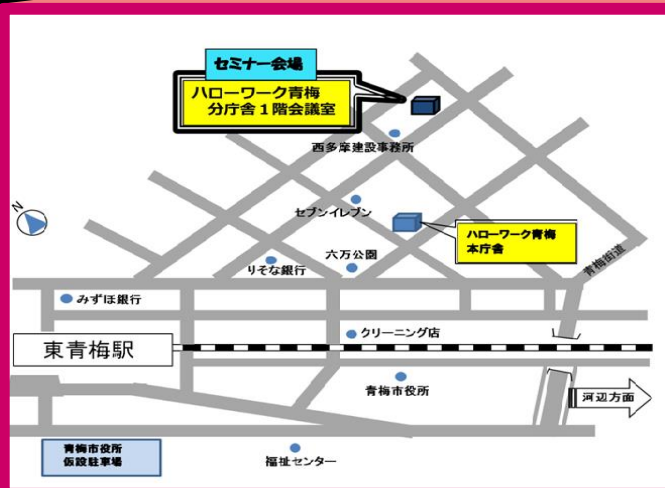 セミナー会場
ハローワーク青梅
分庁舎１階会議室
西多摩建設事務所
N
セブンイレブン
ハローワーク青梅
本庁舎
六万公園
りそな銀行
青梅街道
みずほ銀行
クリーニング店
東青梅駅
青梅市役所
河辺方面
青梅市役所
仮設駐車場
福祉センター